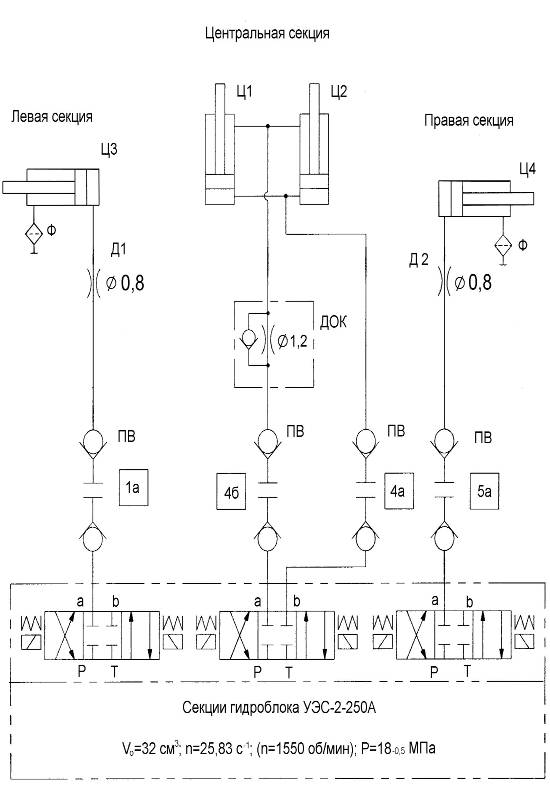 Центральная секция
Ц1
Ц2
Левая секция
Правая секция
Ц3
Ц4
Ф
Ф
Д1
Д 2
Ø 0,8
Ø0,8
ДОК
Ø1,2
ПВ
ПВ
ПВ
ПВ
1а
4б
4а
5а
a
b
a
b
a
b
P
T
P
T
P
T
Секции гидроблока УЭС-2-250А
V₀=32 см³; n=25,83 с⁻¹; (n=1550 об/мин); P=18-0,5 МПа